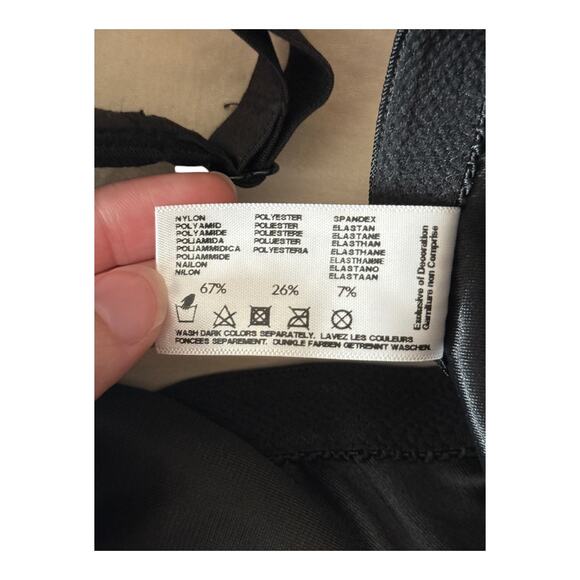 NYLON POLYESTER SPANDEX
POLYAMID POLIESTER ELASTAN
POLYAMIDE POLIESTERE ELASTANE
POLIAMIDA POLUESTER ELASTHAN
POLIAMMIDICA POLYESTERIA ELASTHANE
POLIAMMIDE ELASTHANNE
NAILON ELASTANO
NILON ELASTAAN
67% 26% 7%
WASH DARK COLORS SEPARATELY. LAVEZ LES COULEURS
FONCEES SEPAREMENT. DUNKLE FARBEN GETRENNT WASCHEN.
Exclusive of Decoration
Garniture non Comprise